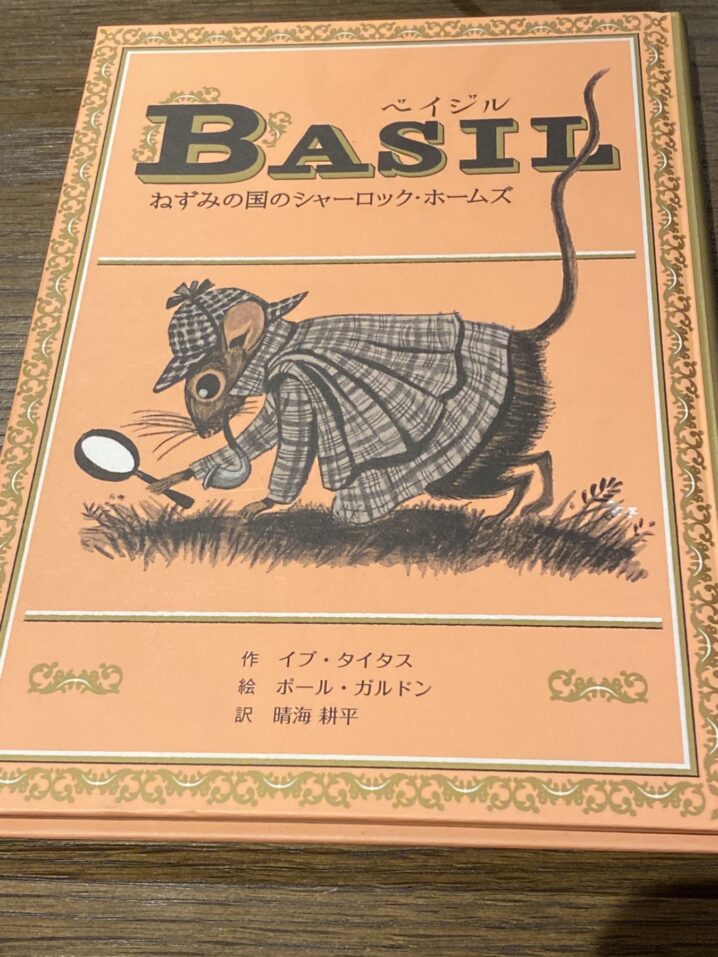 ベイジル
BASIL
ねずみの国のシャーロック・ホームズ
作 イブ・タイタス
絵 ポール・ガルドン
訳 晴海 耕平